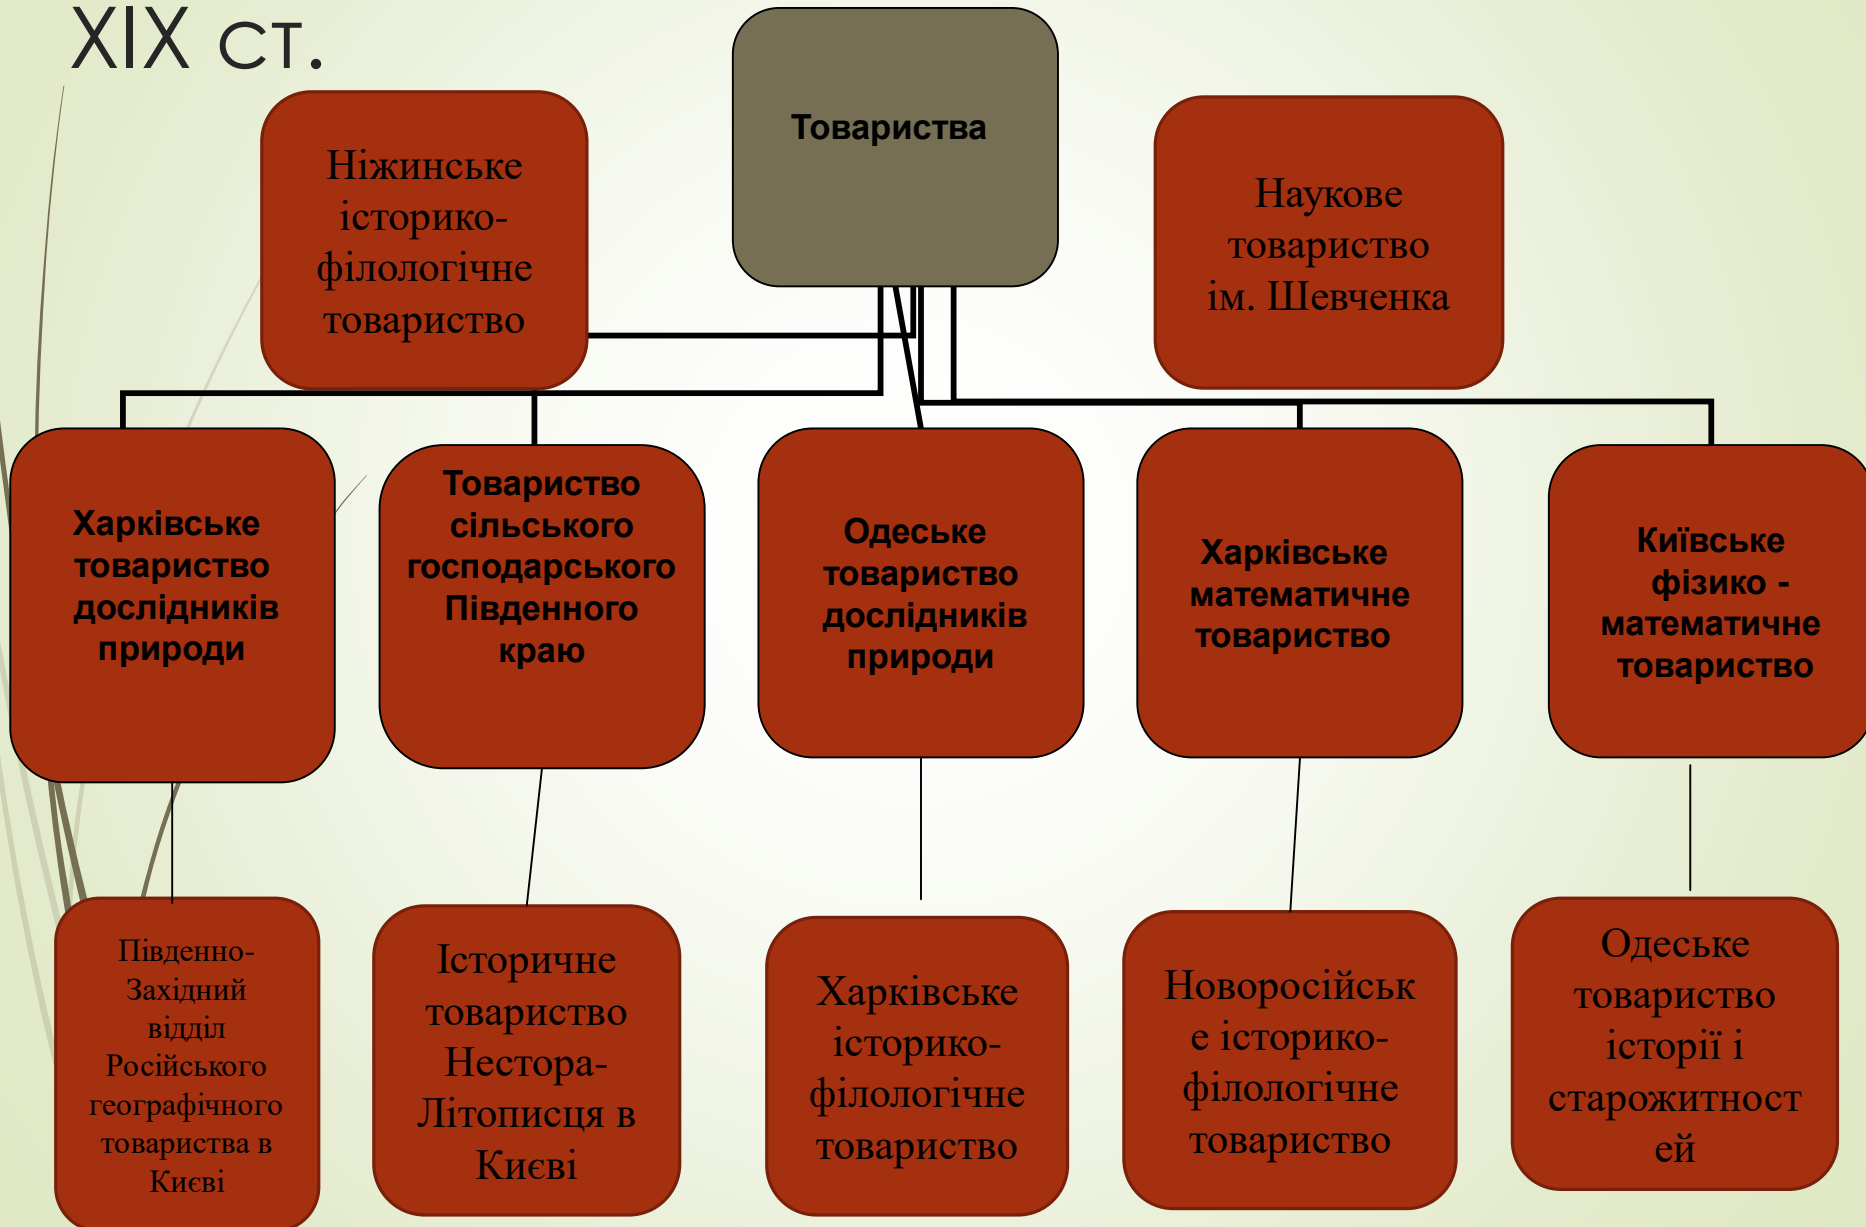 XIX ст.
Товариства
Ніжинське
історико-
філологічне
товариство
Наукове
товариство
ім. Шевченка
Харківське
товариство
дослідників
природи
Товариство
сільського
господарського
Південного
краю
Одеське
товариство
дослідників
природи
Харківське
математичне
товариство
Київське
фізико -
математичне
товариство
Південно-
Західний
відділ
Російського
географічного
товариства в
Києві
Історичне
товариство
Нестора-
Літописця в
Києві
Харківське
історико-
філологічне
товариство
Новоросійськ
е історико-
філологічне
товариство
Одеське
товариство
історії і
старожитност
ей